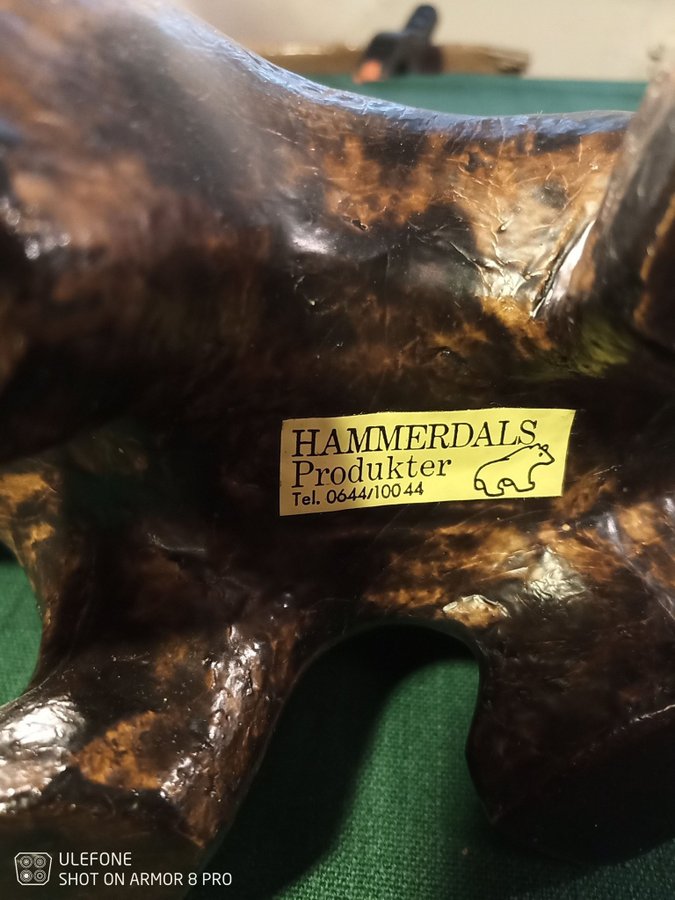 HAMMERDALS
Produkter
Tel. 0644/100 44
ULEFONE
SHOT ON ARMOR 8 PRO